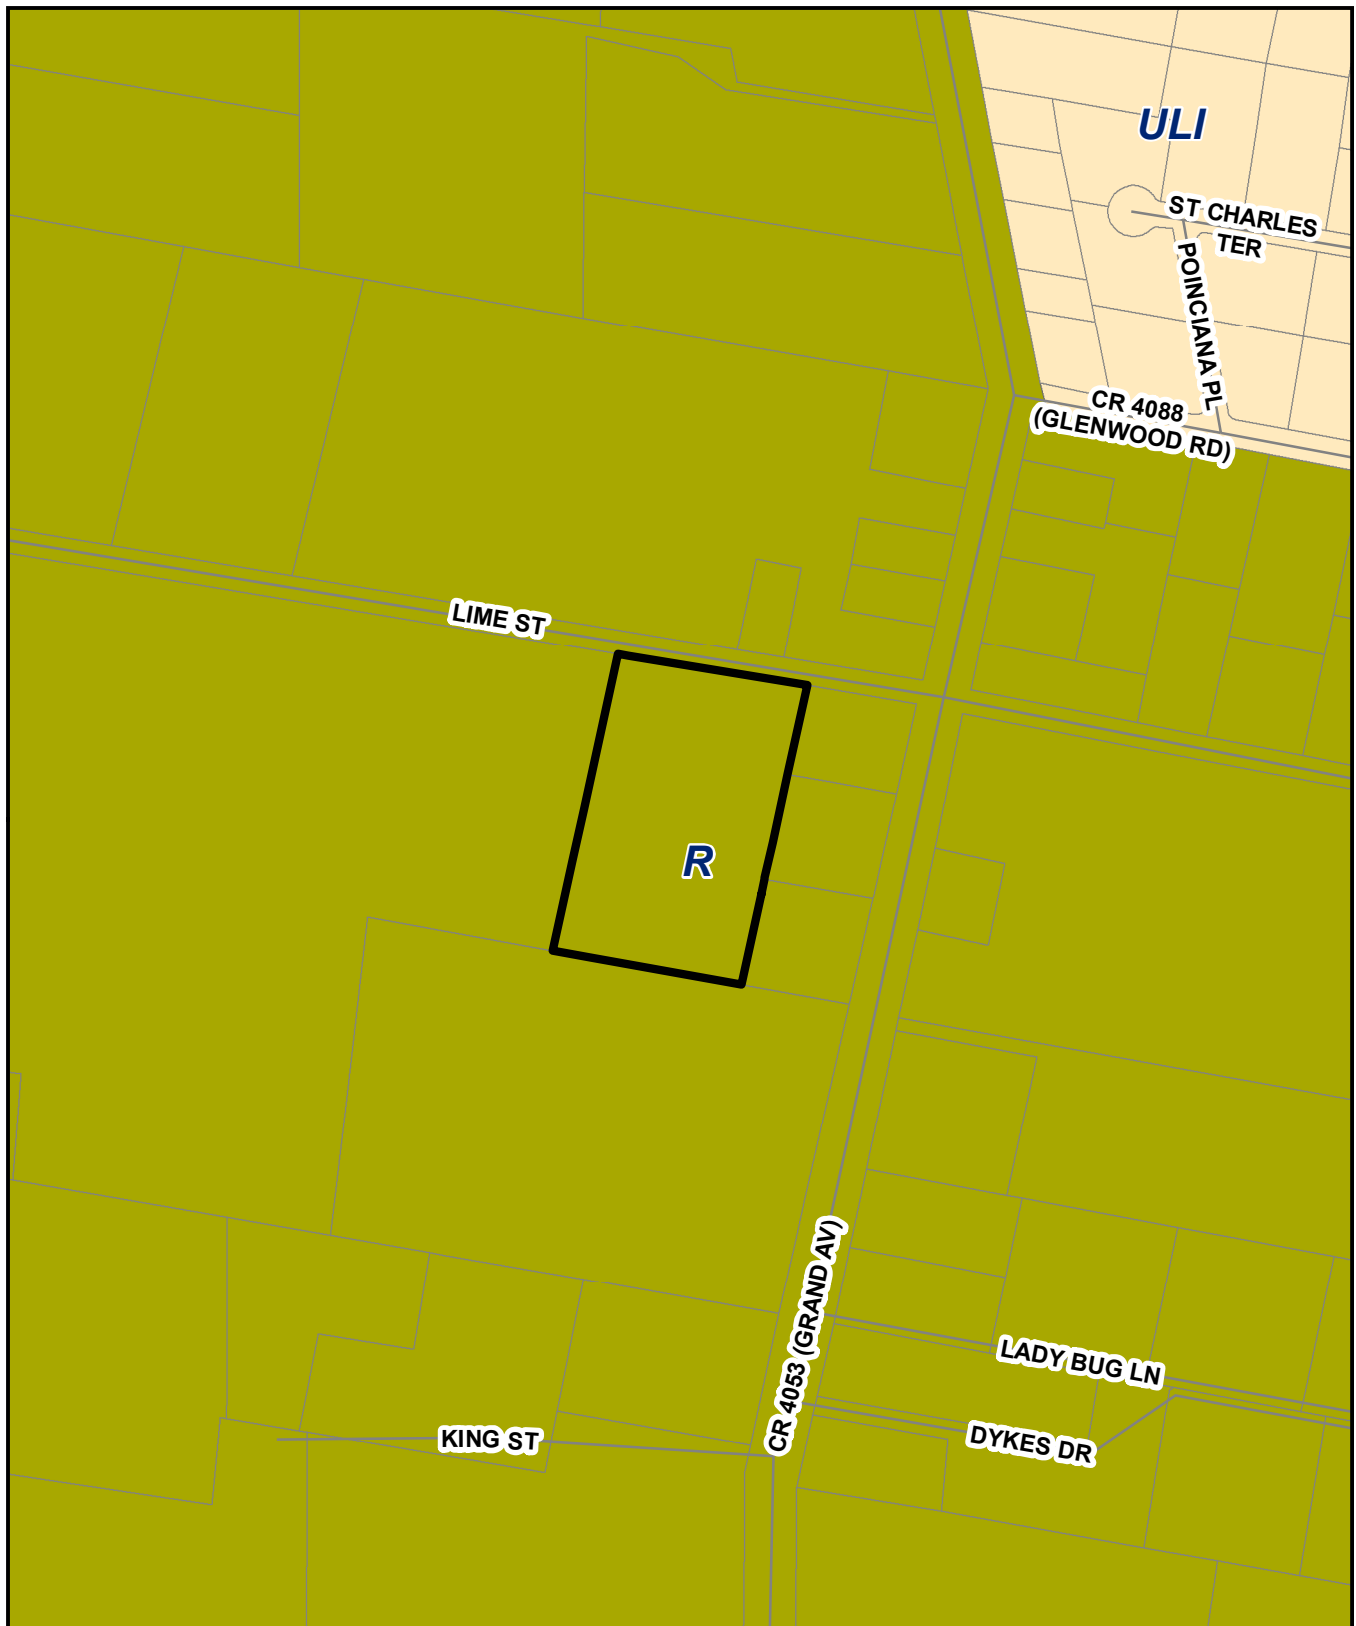 ULI
ST CHARLES
TER
POINCIANA PL
CR 4088
(GLENWOOD RD)
LIME ST
R
CR 4053 (GRAND AV)
LADY BUG LN
KING ST
DYKES DR